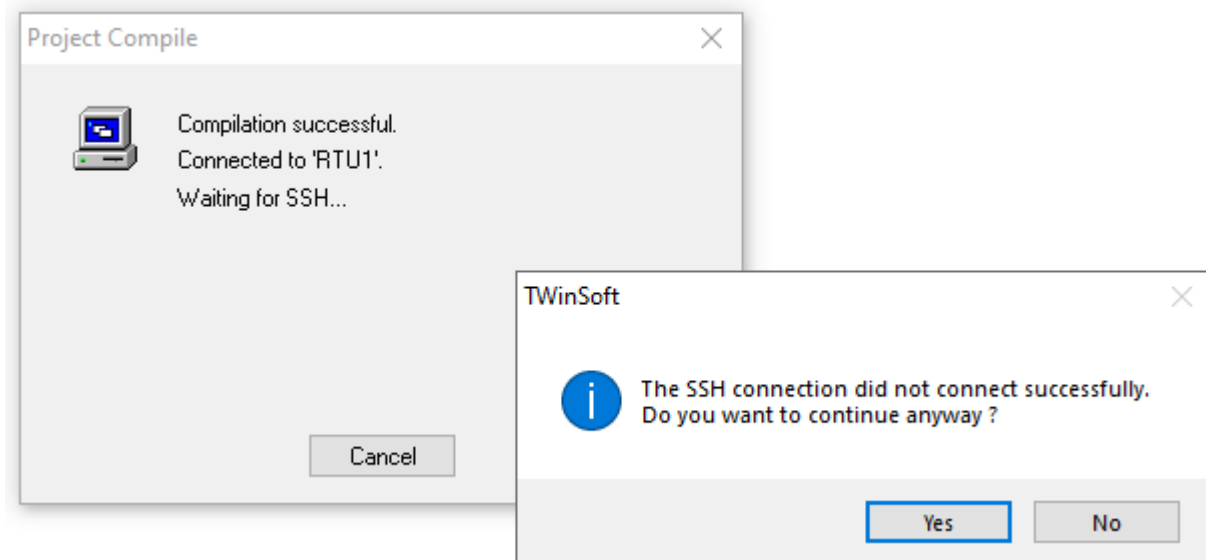 Project Compile
Compilation successful.
Connected to 'RTU1'.
Waiting for SSH...
Cancel
TWinSoft
The SSH connection did not connect successfully.
Do you want to continue anyway ?
Yes
No